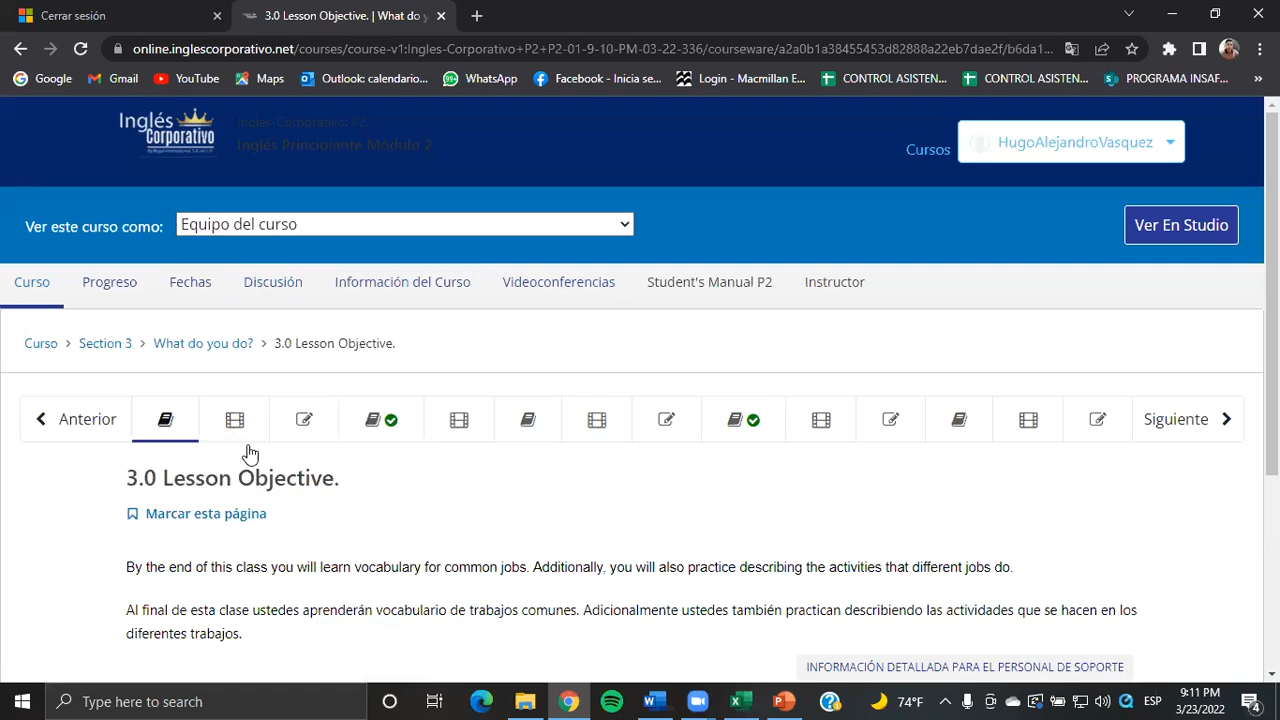 Cerrar sesión
3.0 Lesson Objective. | What do y
online.inglescorporativo.net/courses/course-v1:Ingles-Corporativo+P2+P2-01-9-10-PM-03-22-336/courseware/a2a0b1a38455453d82888a22eb7dae2f/b6da1...
Google
Gmail
YouTube
Maps
Outlook: calendario...
WhatsApp
Facebook - Inicia se...
Login - Macmillan E...
CONTROL ASISTEN...
CONTROL ASISTEN...
PROGRAMA INSAF...
Inglés Corporativo
Ingles-Corporativo: P2
Inglés Principiante Módulo 2
Cursos
HugoAlejandroVasquez
Ver este curso como:
Equipo del curso
Ver En Studio
Curso
Progreso
Fechas
Discusión
Información del Curso
Videoconferencias
Student's Manual P2
Instructor
Curso > Section 3 > What do you do? > 3.0 Lesson Objective.
Anterior
Siguiente
3.0 Lesson Objective.
Marcar esta página
By the end of this class you will learn vocabulary for common jobs. Additionally, you will also practice describing the activities that different jobs do.
Al final de esta clase ustedes aprenderán vocabulario de trabajos comunes. Adicionalmente ustedes también practican describiendo las actividades que se hacen en los
diferentes trabajos.
INFORMACIÓN DETALLADA PARA EL PERSONAL DE SOPORTE
Type here to search
74°F
ESP
9:11 PM
3/23/2022
4